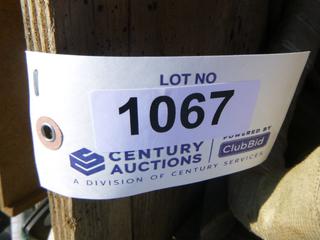 LOT NO
1067
CENTURY AUCTIONS
POWERED BY
ClubBid
A DIVISION OF CENTURY SERVICES